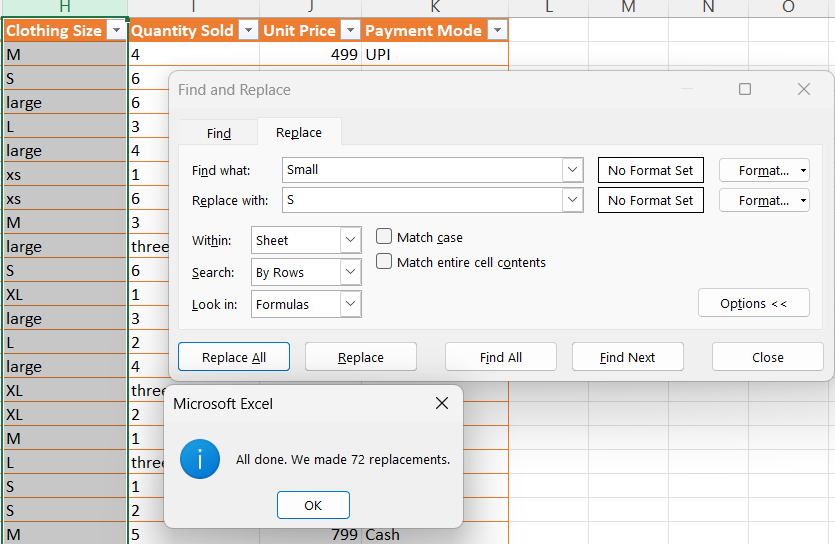 H I J K L M N O
Clothing Size Quantity Sold Unit Price Payment Mode
M 4 499 UPI
S 6
Find and Replace
large 6
L 3
Find Replace
large 4
xs 1
Find what: Small No Format Set Format...
xs 6
Replace with: S No Format Set Format...
M 3
large three
Within: Sheet Match case
S 6
Search: By Rows Match entire cell contents
XL 1
Look in: Formulas Options <<
large 3
L 2
Replace All Replace Find All Find Next Close
large 4
XL three
Microsoft Excel
XL 2
M 1
All done. We made 72 replacements.
L three
S 1
OK
S 2
M 5 799 Cash